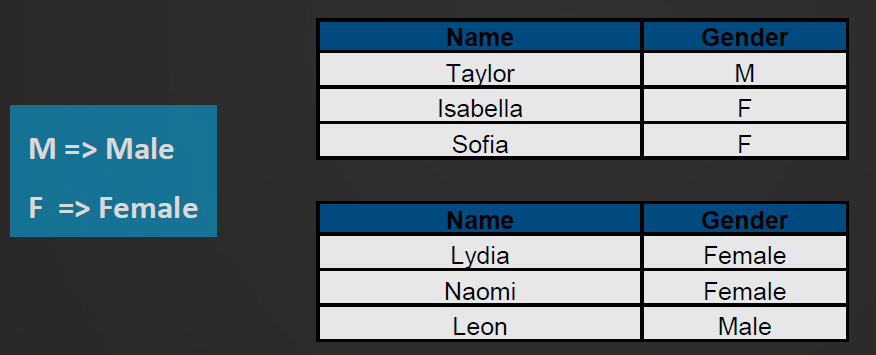 M => Male
F => Female
Name Gender
Taylor M
Isabella F
Sofia F
Name Gender
Lydia Female
Naomi Female
Leon Male